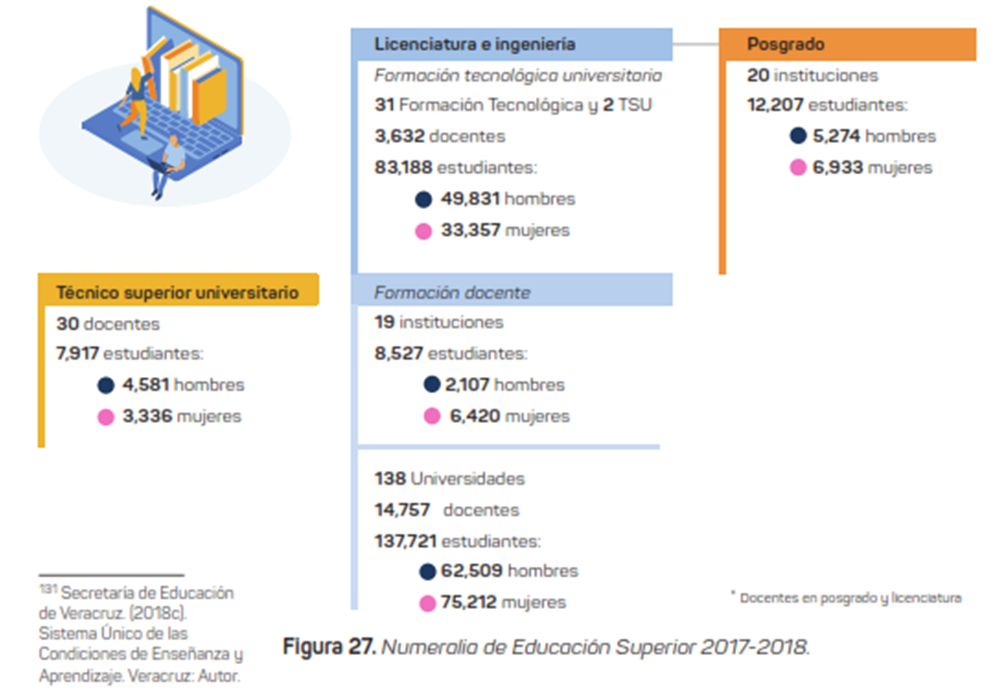 Licenciatura e ingeniería
Formación tecnológica universitaria
31 Formación Tecnológica y 2 TSU
3,632 docentes
83,188 estudiantes:
49,831 hombres
33,357 mujeres
Posgrado
20 instituciones
12,207 estudiantes:
5,274 hombres
6,933 mujeres
Técnico superior universitario
30 docentes
7,917 estudiantes:
4,581 hombres
3,336 mujeres
Formación docente
19 instituciones
8,527 estudiantes:
2,107 hombres
6,420 mujeres
138 Universidades
14,757 docentes
137,721 estudiantes:
62,509 hombres
75,212 mujeres
131 Secretaría de Educación
de Veracruz. (2018c).
Sistema Único de las
Condiciones de Enseñanza y
Aprendizaje. Veracruz: Autor.
* Docentes en posgrado y licenciatura
Figura 27. Numeralia de Educación Superior 2017-2018.